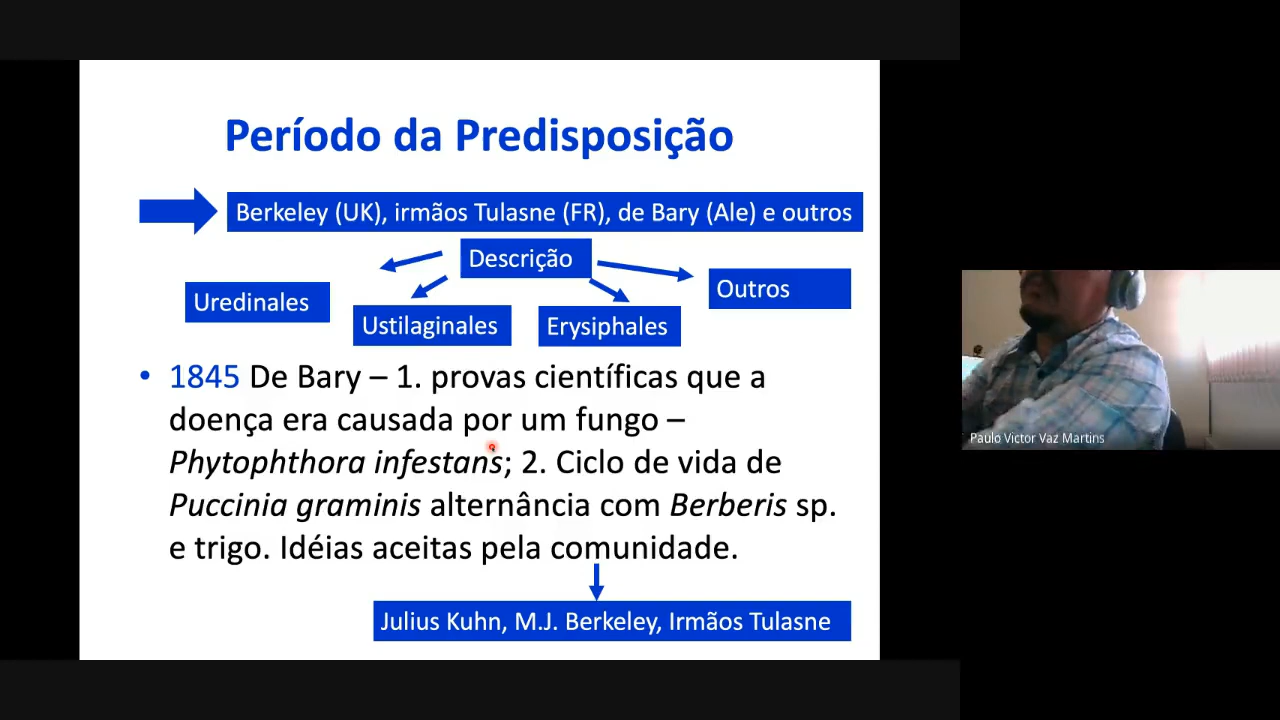 Período da Predisposição
Berkeley (UK), irmãos Tulasne (FR), de Bary (Ale) e outros
Descrição
Uredinales
Ustilaginales
Erysiphales
Outros
• 1845 De Bary – 1. provas científicas que a
doença era causada por um fungo –
Phytophthora infestans; 2. Ciclo de vida de
Puccinia graminis alternância com Berberis sp.
e trigo. Idéias aceitas pela comunidade.
Julius Kuhn, M.J. Berkeley, Irmãos Tulasne
Paulo Victor Vaz Martins